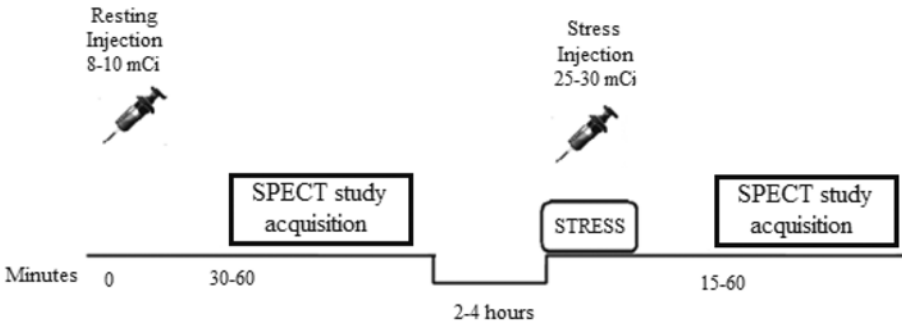 Resting
Injection
8-10 mCi
Stress
Injection
25-30 mCi
SPECT study
acquisition
STRESS
SPECT study
acquisition
Minutes
0
30-60
15-60
2-4 hours